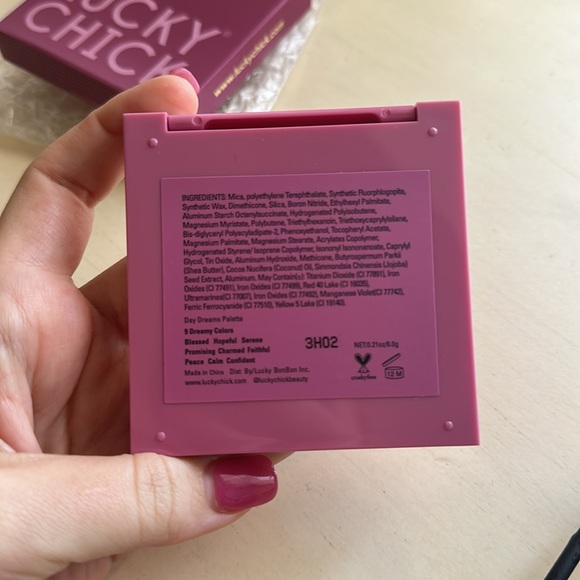 LUCKY
CHICK
www.luckychick.com
INGREDIENTS: Mica, polyethylene Terephthalate, Synthetic Fluorphlogopite,
Synthetic Wax, Dimethicone, Silica, Boron Nitride, Ethylhexyl Palmitate,
Aluminum Starch Octenylsuccinate, Hydrogenated Polyisobutene,
Magnesium Myristate, Polybutene, Triethylhexanoin, Triethoxycaprylylsilane,
Bis-diglyceryl Polyacyladipate-2, Phenoxyethanol, Tocopheryl Acetate,
Magnesium Palmitate, Magnesium Stearate, Acrylates Copolymer,
Hydrogenated Styrene/ Isoprene Copolymer, Isononyl Isononanoate, Caprylyl
Glycol, Tin Oxide, Aluminum Hydroxide, Methicone, Butyrospermum Parkii
(Shea Butter), Cocos Nucifera (Coconut) Oil, Simmondsia Chinensis (Jojoba)
Seed Extract, Aluminum. May Contain(±): Titanium Dioxide (CI 77891), Iron
Oxides (CI 77491), Iron Oxides (CI 77499), Red 40 Lake (CI 16035),
Ultramarines(CI 77007), Iron Oxides (CI 77492), Manganese Violet(CI 77742),
Ferric Ferrocyanide (CI 77510), Yellow 5 Lake (CI 19140).
Day Dreams Palette
9 Dreamy Colors
Blessed Hopeful Serene
Promising Charmed Faithful
Peace Calm Confident
3H02
NET/0.21oz/6.0g
Made in China Dist: By/Lucky BonBon Inc.
www.luckychick.com @luckychickbeauty
crueltyfree
12 M